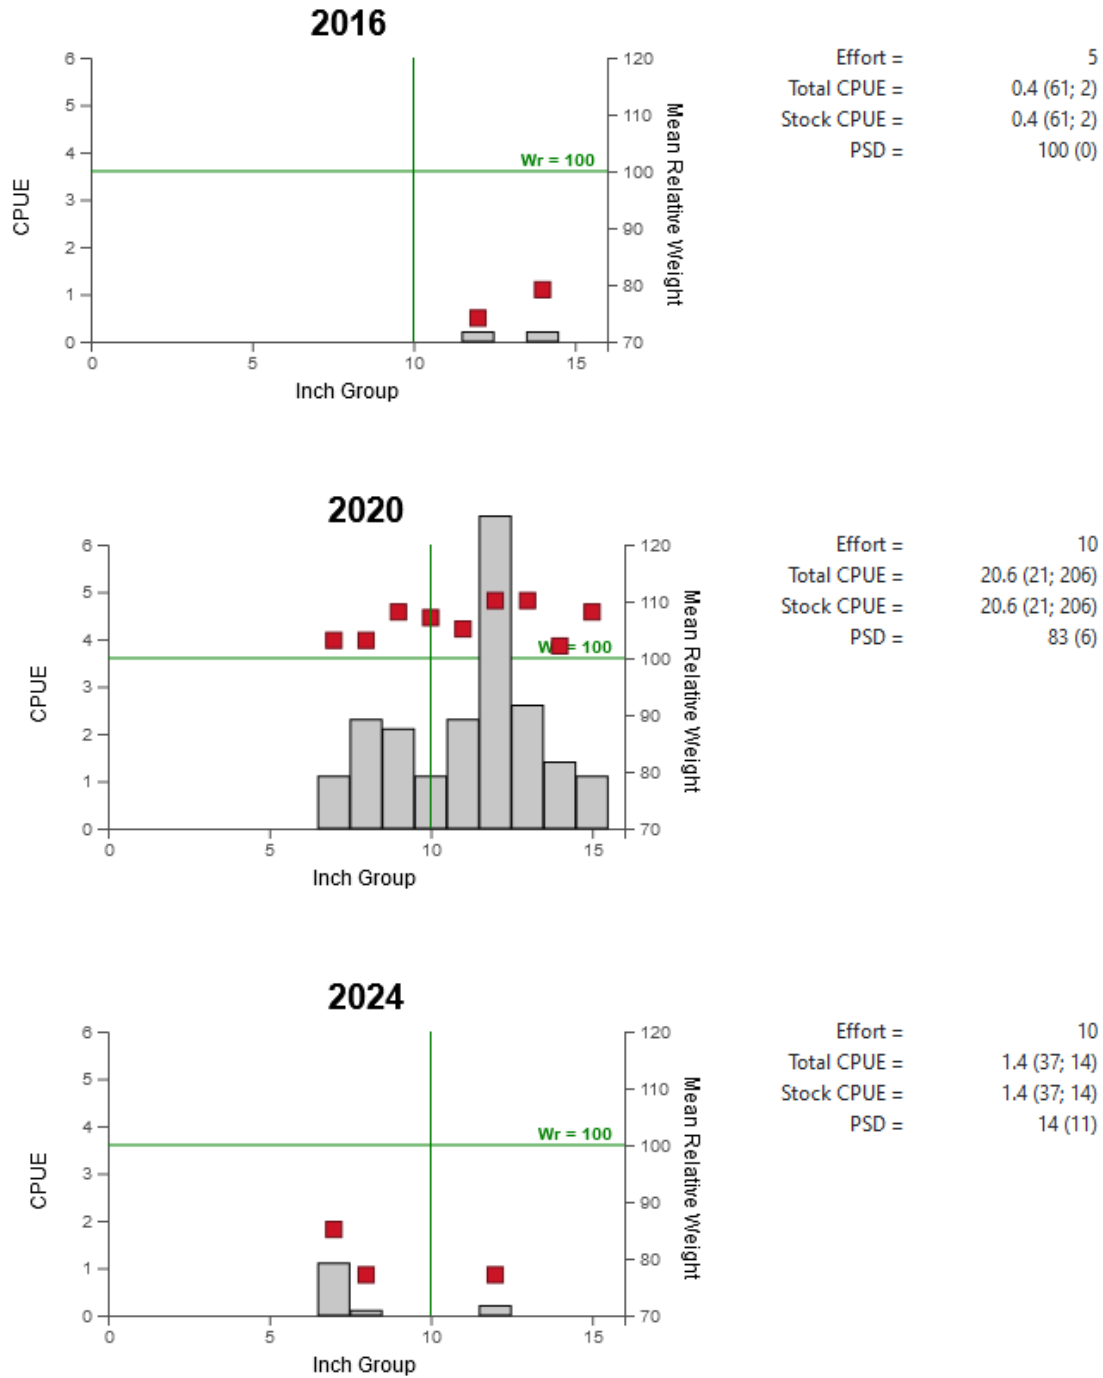 2016
Effort = 5
Total CPUE = 0.4 (61; 2)
Stock CPUE = 0.4 (61; 2)
PSD = 100 (0)
6
5
4
3
2
1
0
CPUE
120
110
100
90
80
70
Mean Relative Weight
Wr = 100
0 5 10 15
Inch Group
2020
Effort = 10
Total CPUE = 20.6 (21; 206)
Stock CPUE = 20.6 (21; 206)
PSD = 83 (6)
6
5
4
3
2
1
0
CPUE
120
110
100
90
80
70
Mean Relative Weight
Wr = 100
0 5 10 15
Inch Group
2024
Effort = 10
Total CPUE = 1.4 (37; 14)
Stock CPUE = 1.4 (37; 14)
PSD = 14 (11)
6
5
4
3
2
1
0
CPUE
120
110
100
90
80
70
Mean Relative Weight
Wr = 100
0 5 10 15
Inch Group